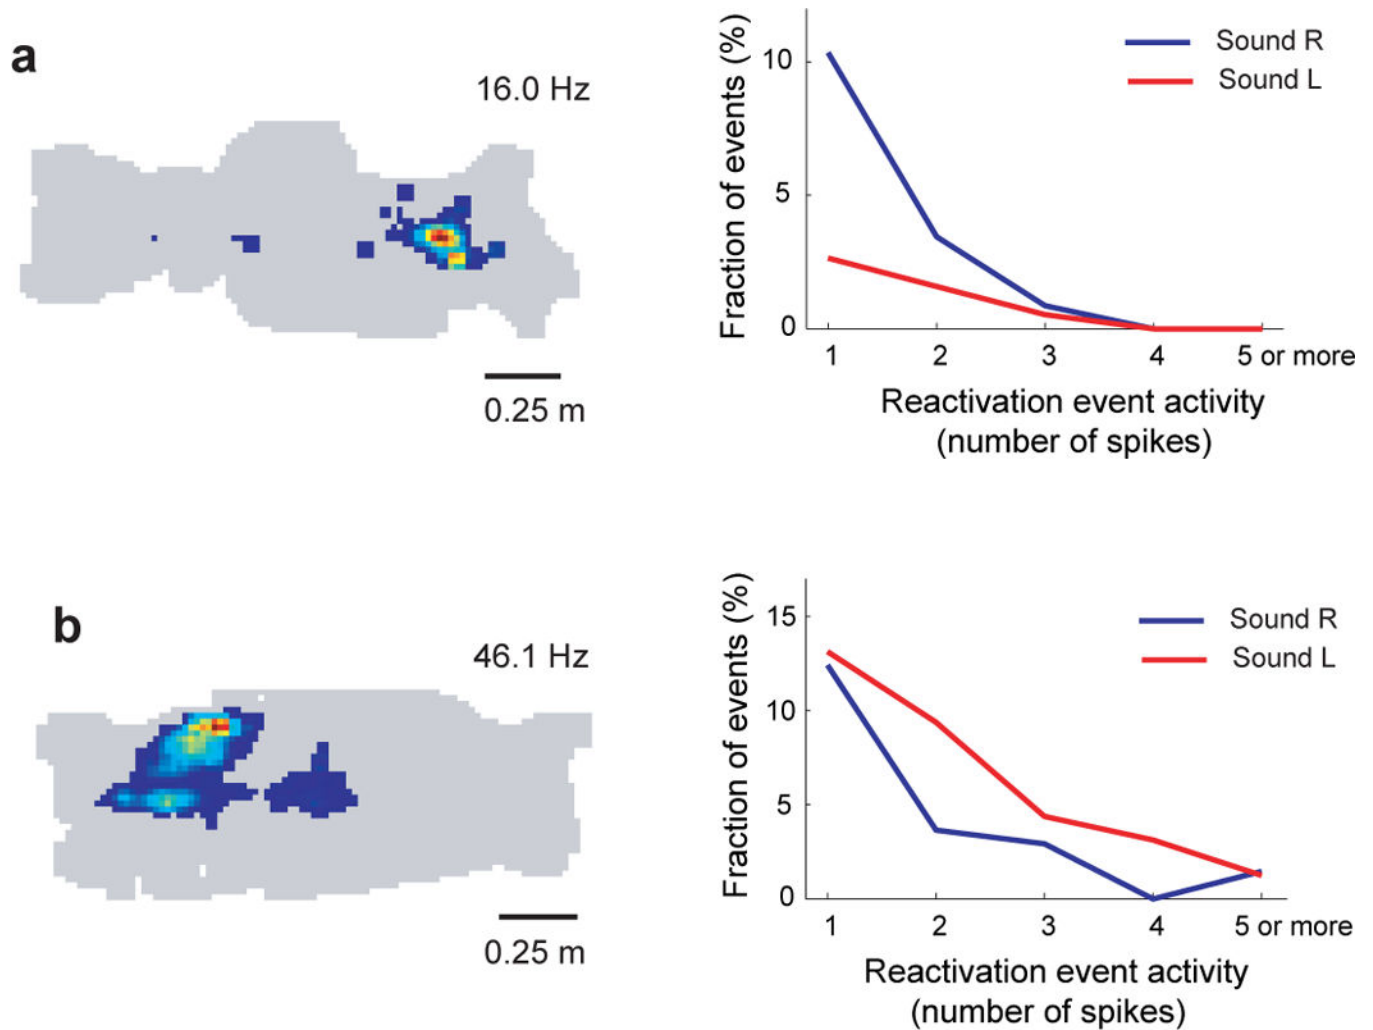 a
16.0 Hz
0.25 m
Fraction of events (%)
10
5
0
Sound R
Sound L
1 2 3 4 5 or more
Reactivation event activity
(number of spikes)
b
46.1 Hz
0.25 m
Fraction of events (%)
15
10
5
0
Sound R
Sound L
1 2 3 4 5 or more
Reactivation event activity
(number of spikes)